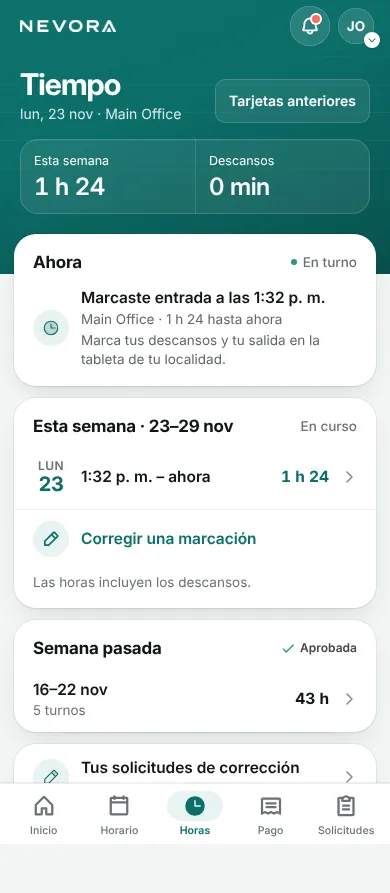 NEVORA
JO
Tiempo
lun, 23 nov · Main Office
Tarjetas anteriores
Esta semana
1 h 24
Descansos
0 min
Ahora
En turno
Marcaste entrada a las 1:32 p. m.
Main Office · 1 h 24 hasta ahora
Marca tus descansos y tu salida en la
tableta de tu localidad.
Esta semana · 23–29 nov
En curso
LUN
23
1:32 p. m. – ahora
1 h 24
Corregir una marcación
Las horas incluyen los descansos.
Semana pasada
Aprobada
16–22 nov
5 turnos
43 h
Tus solicitudes de corrección
Inicio
Horario
Horas
Pago
Solicitudes